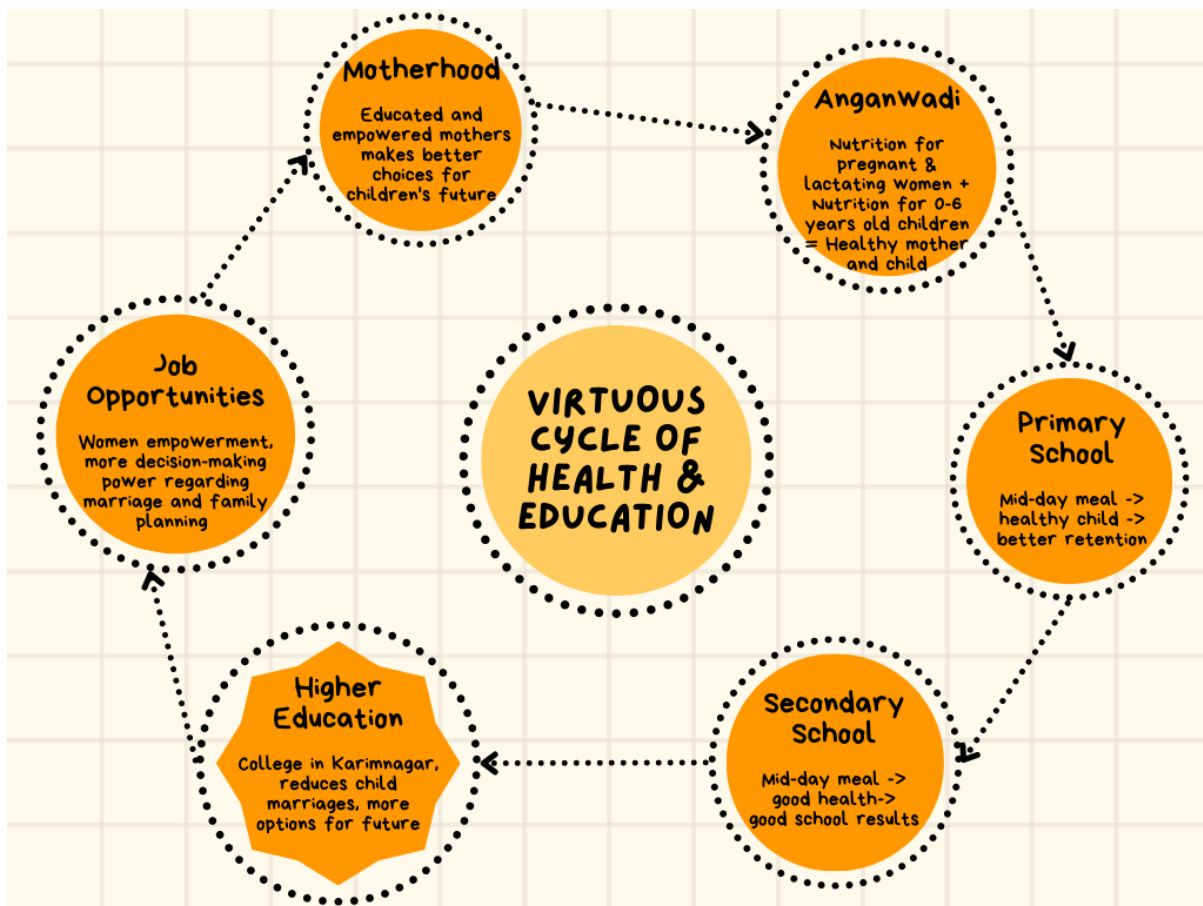 Motherhood
Educated and
empowered mothers
makes better
choices for
children's future
AnganWadi
Nutrition for
pregnant &
lactating Women +
Nutrition for 0-6
years old children
= Healthy mother
and child
Primary
School
Mid-day meal ->
healthy child ->
better retention
Secondary
School
Mid-day meal ->
good health->
good school results
Higher
Education
College in Karimnagar,
reduces child
marriages, more
options for future
Job
Opportunities
Women empowerment,
more decision-making
power regarding
marriage and family
planning
VIRTUOUS
CYCLE OF
HEALTH &
EDUCATION